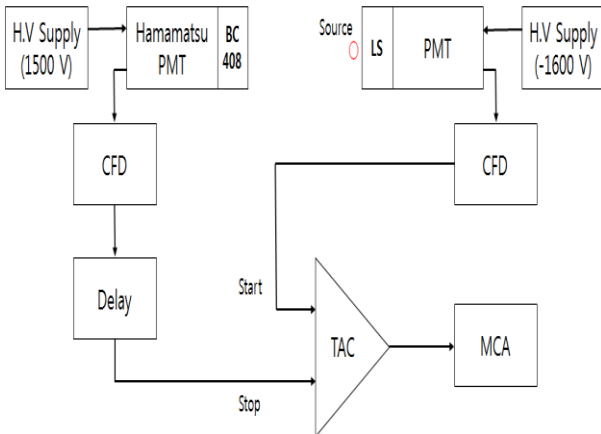 H.V Supply
(1500 V)
Hamamatsu
PMT
BC
408
Source
LS
PMT
H.V Supply
(-1600 V)
CFD
CFD
Delay
Start
TAC
MCA
Stop